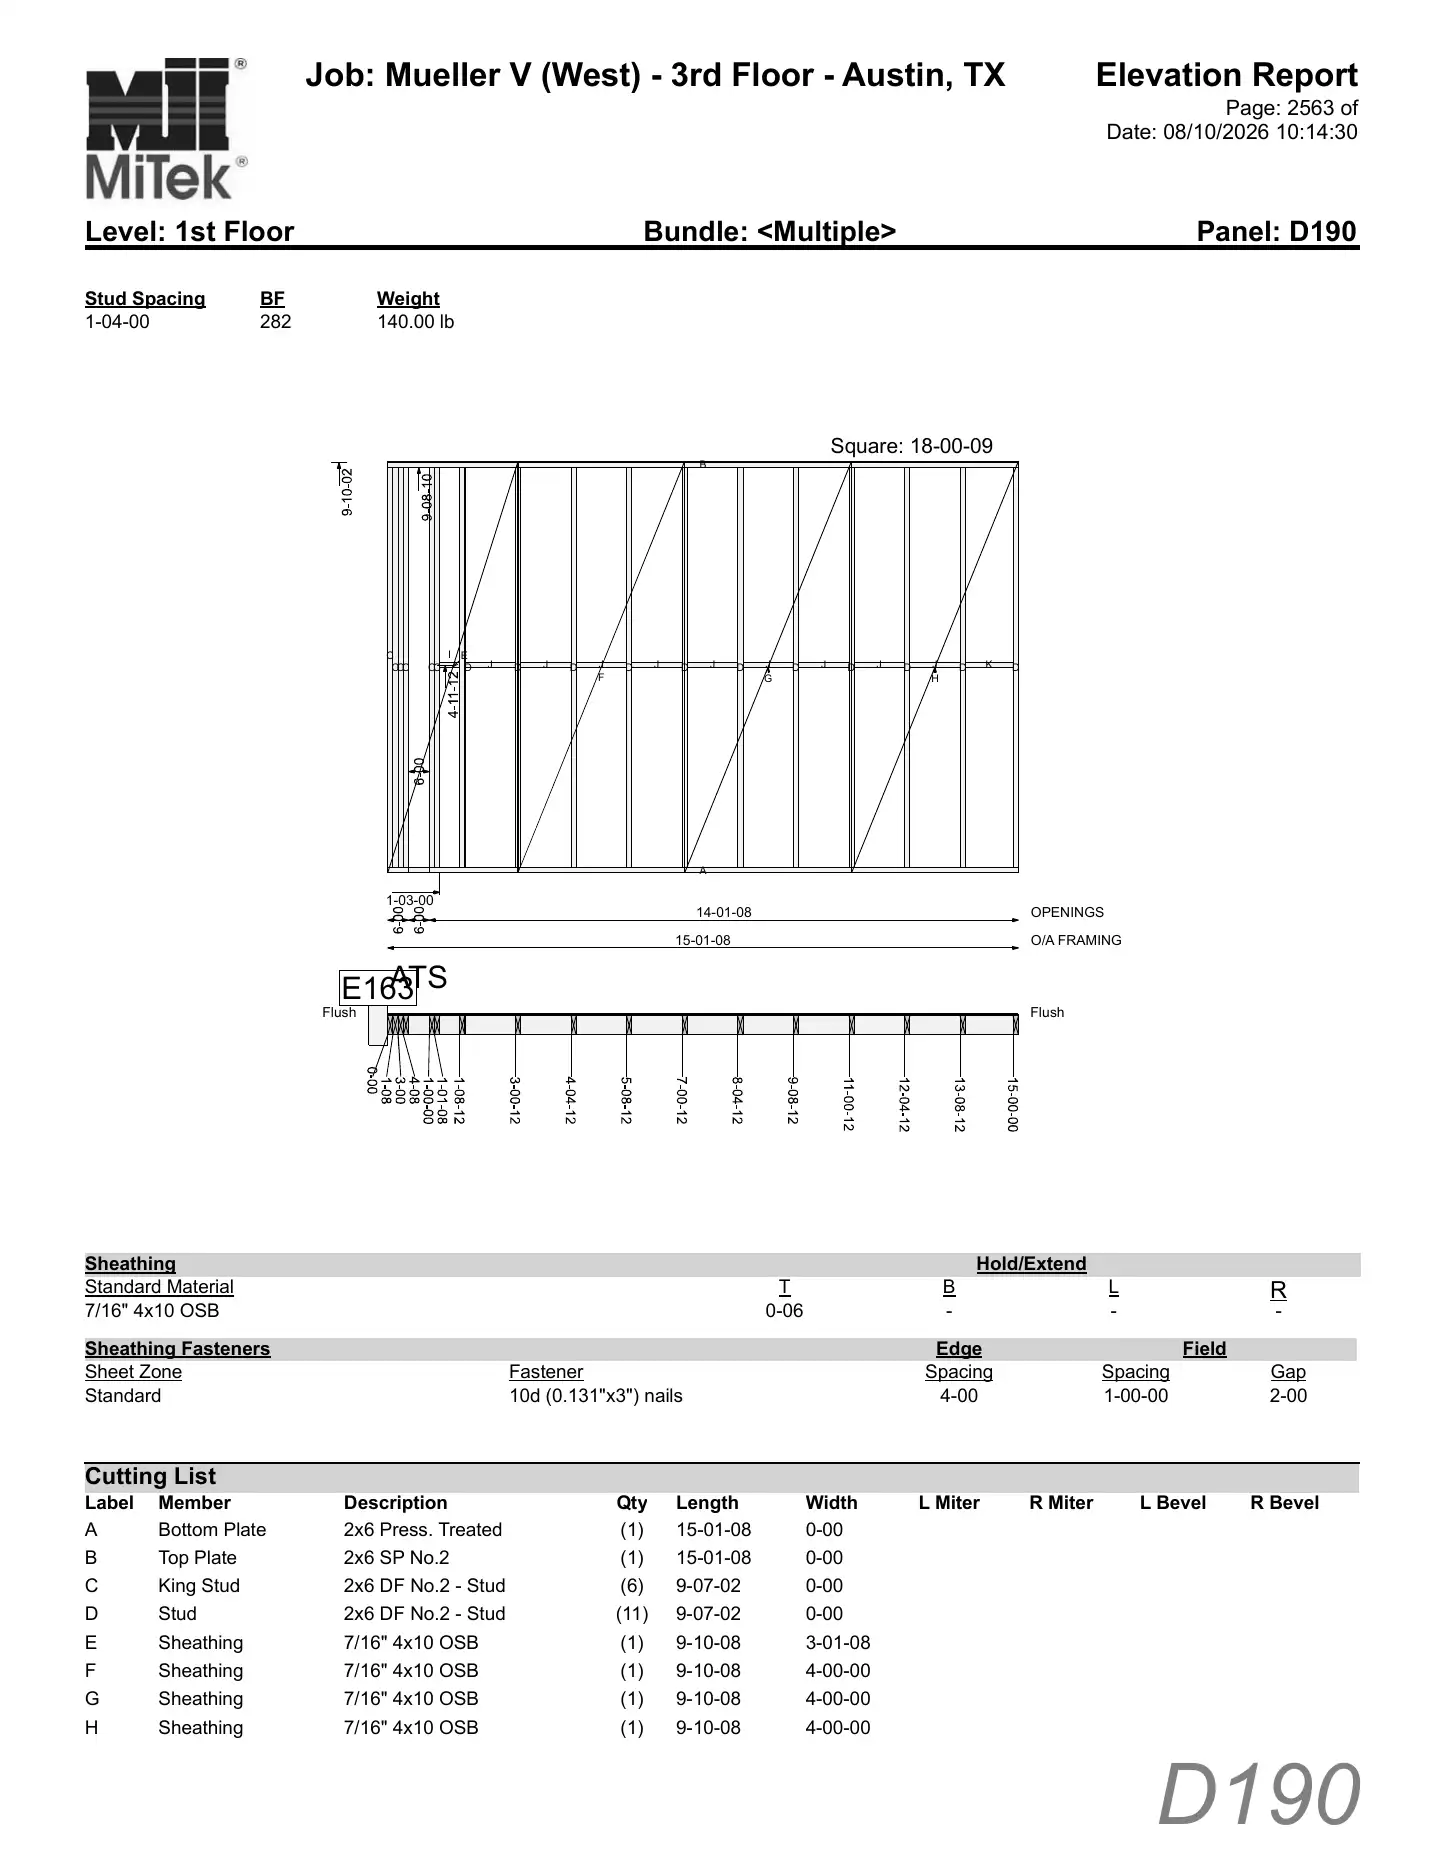 Job: Mueller V (West) - 3rd Floor - Austin, TX
Elevation Report
Page: 2563 of
Date: 08/10/2026 10:14:30
MiTek®
Level: 1st Floor Bundle: <Multiple> Panel: D190
Stud Spacing BF Weight
1-04-00 282 140.00 lb
Square: 18-00-09
B
9-10-02
9-08-10
C I E
J J J J J J J K
F G H
4-11-12
6-00
A
1-03-00
6-00 6-00 14-01-08 OPENINGS
15-01-08 O/A FRAMING
E163 ATS
Flush Flush
0-00 1-08 3-00 4-08 1-00-00 1-01-08 1-08-12 3-00-12 4-04-12 5-08-12 7-00-12 8-04-12 9-08-12 11-00-12 12-04-12 13-08-12 15-00-00
Sheathing Hold/Extend
Standard Material T B L R
7/16" 4x10 OSB 0-06 - - -
Sheathing Fasteners Edge Field
Sheet Zone Fastener Spacing Spacing Gap
Standard 10d (0.131"x3") nails 4-00 1-00-00 2-00
Cutting List
Label Member Description Qty Length Width L Miter R Miter L Bevel R Bevel
A Bottom Plate 2x6 Press. Treated (1) 15-01-08 0-00
B Top Plate 2x6 SP No.2 (1) 15-01-08 0-00
C King Stud 2x6 DF No.2 - Stud (6) 9-07-02 0-00
D Stud 2x6 DF No.2 - Stud (11) 9-07-02 0-00
E Sheathing 7/16" 4x10 OSB (1) 9-10-08 3-01-08
F Sheathing 7/16" 4x10 OSB (1) 9-10-08 4-00-00
G Sheathing 7/16" 4x10 OSB (1) 9-10-08 4-00-00
H Sheathing 7/16" 4x10 OSB (1) 9-10-08 4-00-00
D190